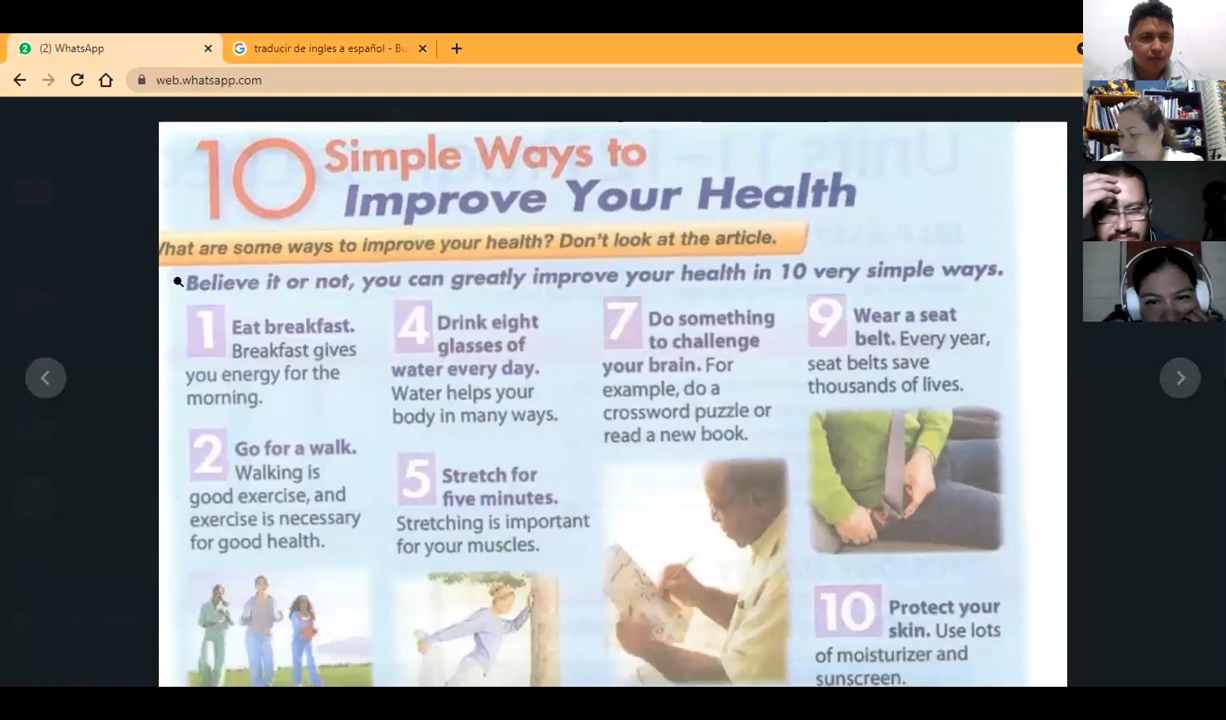 (2) WhatsApp
traducir de ingles a español - Bu
web.whatsapp.com
10 Simple Ways to
Improve Your Health
What are some ways to improve your health? Don't look at the article.
Believe it or not, you can greatly improve your health in 10 very simple ways.
1 Eat breakfast.
Breakfast gives
you energy for the
morning.
2 Go for a walk.
Walking is
good exercise, and
exercise is necessary
for good health.
4 Drink eight
glasses of
water every day.
Water helps your
body in many ways.
5 Stretch for
five minutes.
Stretching is important
for your muscles.
7 Do something
to challenge
your brain. For
example, do a
crossword puzzle or
read a new book.
9 Wear a seat
belt. Every year,
seat belts save
thousands of lives.
10 Protect your
skin. Use lots
of moisturizer and
sunscreen.